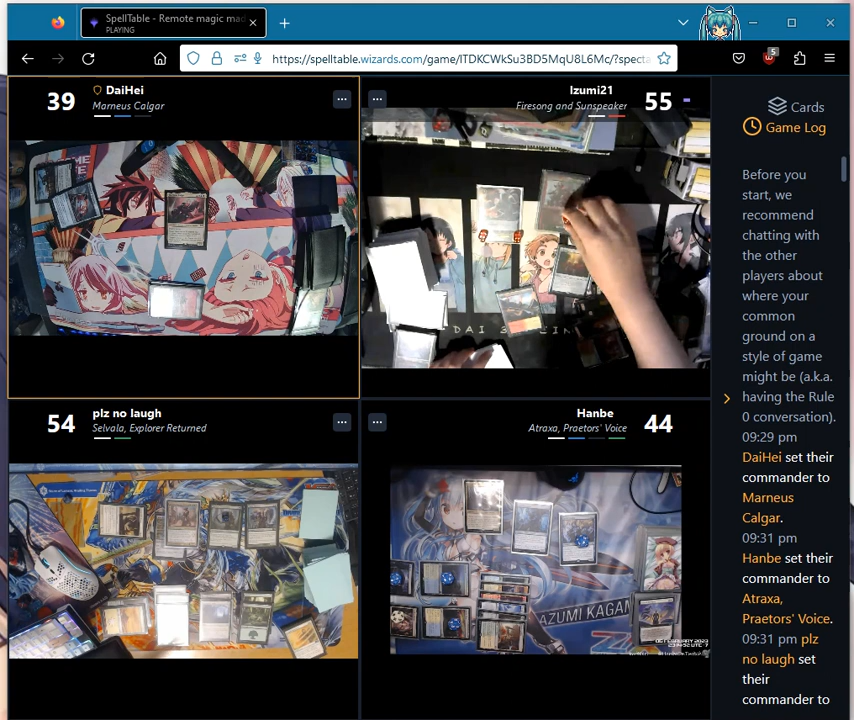 SpellTable - Remote magic mad
PLAYING
https://spelltable.wizards.com/game/ITDKCWkSu3BD5MqU8L6Mc/?specta
5
39
DaiHei
Marneus Calgar
Izumi21
Firesong and Sunspeaker
55
54
plz no laugh
Selvala, Explorer Returned
Hanbe
Atraxa, Praetors' Voice
44
AZUMI KAGAM
Cards
Game Log
Before you
start, we
recommend
chatting with
the other
players about
where your
common
ground on a
style of game
might be (a.k.a.
having the Rule
0 conversation).
09:29 pm
DaiHei set their
commander to
Marneus
Calgar.
09:31 pm
Hanbe set their
commander to
Atraxa,
Praetors' Voice.
09:31 pm plz
no laugh set
their
commander to